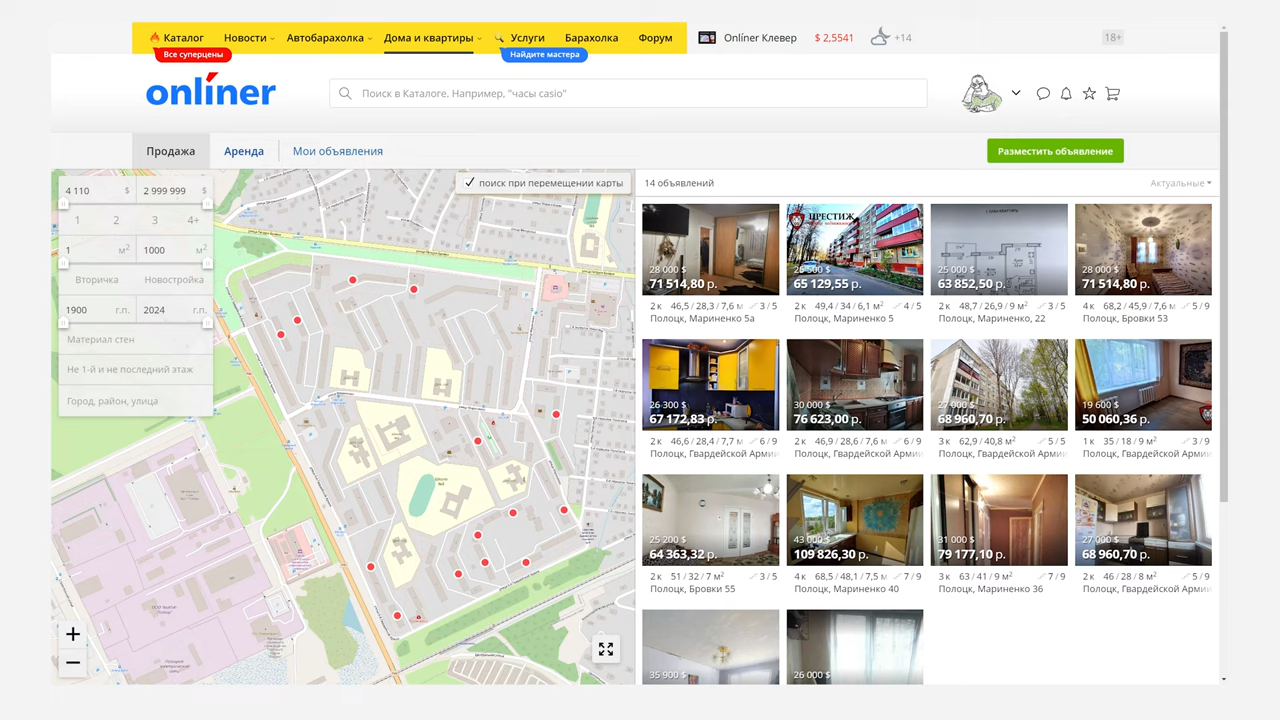 Каталог
Новости
Автобарахолка
Дома и квартиры
Услуги
Барахолка
Форум
Onlíner Клевер
$ 2,5541
+14
18+
Все суперцены
Найдите мастера
onlíner
Поиск в Каталоге. Например, "часы casio"
Продажа
Аренда
Мои объявления
Разместить объявление
4 110 $
2 999 999 $
1 2 3 4+
1 м²
1000 м²
Вторичка
Новостройка
1900 г.п.
2024 г.п.
Материал стен
Не 1-й и не последний этаж
Город, район, улица
поиск при перемещении карты
14 объявлений
Актуальные
ПРЕСТИЖ
28 000 $
71 514,80 р.
2 к 46,5 / 28,3 / 7,6 м 3 / 5
Полоцк, Мариненко 5а
25 500 $
65 129,55 р.
2 к 49,4 / 34 / 6,1 м² 4 / 5
Полоцк, Мариненко 5
25 000 $
63 852,50 р.
2 к 48,7 / 26,9 / 9 м² 3 / 5
Полоцк, Мариненко, 22
28 000 $
71 514,80 р.
4 к 68,2 / 45,9 / 7,6 м 5 / 9
Полоцк, Бровки 53
26 300 $
67 172,83 р.
2 к 46,6 / 28,4 / 7,7 м 6 / 9
Полоцк, Гвардейской Армии
30 000 $
76 623,00 р.
2 к 46,9 / 28,6 / 7,6 м 6 / 9
Полоцк, Гвардейской Армии
27 000 $
68 960,70 р.
3 к 62,9 / 40,8 м² 5 / 5
Полоцк, Гвардейской Армии
19 600 $
50 060,36 р.
1 к 35 / 18 / 9 м² 3 / 9
Полоцк, Гвардейской Армии
25 200 $
64 363,32 р.
2 к 51 / 32 / 7 м² 3 / 5
Полоцк, Бровки 55
43 000 $
109 826,30 р.
4 к 68,5 / 48,1 / 7,5 м 7 / 9
Полоцк, Мариненко 40
31 000 $
79 177,10 р.
3 к 63 / 41 / 9 м² 7 / 9
Полоцк, Мариненко 36
27 000 $
68 960,70 р.
2 к 46 / 28 / 8 м² 5 / 9
Полоцк, Гвардейской Армии
35 900 $
26 000 $